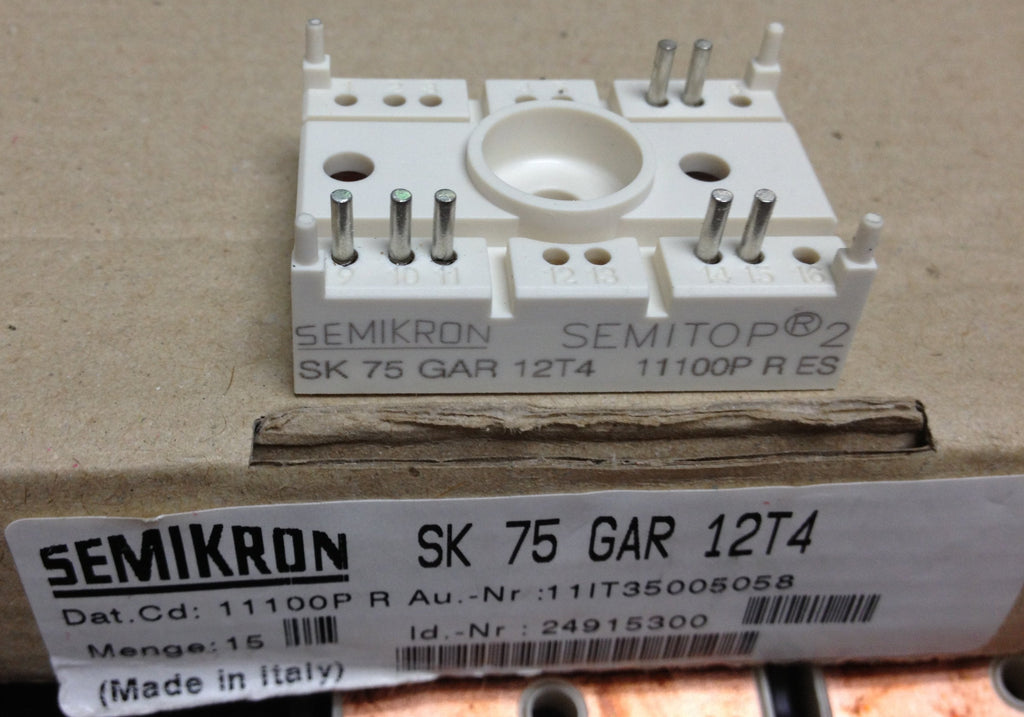 9 10 11 12 13 14 15 16
SEMIKRON SEMITOP®2
SK 75 GAR 12T4 11100P R ES
SEMIKRON SK 75 GAR 12T4
Dat.Cd: 11100P R Au.-Nr :11IT35005058
Menge:15 Id.-Nr : 24915300
(Made in italy)